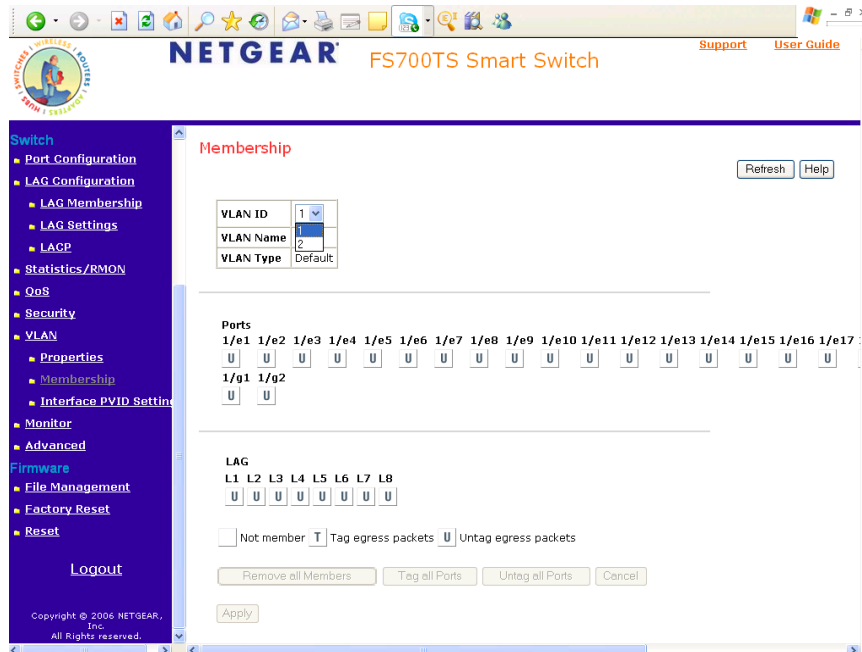 NETGEAR
FS700TS Smart Switch
Support
User Guide
SWITCHES
WIRELESS
ROUTERS
ADAPTERS
HUBS
Switch
Port Configuration
LAG Configuration
LAG Membership
LAG Settings
LACP
Statistics/RMON
QoS
Security
VLAN
Properties
Membership
Interface PVID Setting
Monitor
Advanced
Firmware
File Management
Factory Reset
Reset
Logout
Copyright © 2006 NETGEAR,
Inc.
All Rights reserved.
Membership
Refresh
Help
VLAN ID 1
1
VLAN Name
2
VLAN Type Default
Ports
1/e1 1/e2 1/e3 1/e4 1/e5 1/e6 1/e7 1/e8 1/e9 1/e10 1/e11 1/e12 1/e13 1/e14 1/e15 1/e16 1/e17
U U U U U U U U U U U U U U U U U
1/g1 1/g2
U U
LAG
L1 L2 L3 L4 L5 L6 L7 L8
U U U U U U U U
Not member T Tag egress packets U Untag egress packets
Remove all Members
Tag all Ports
Untag all Ports
Cancel
Apply